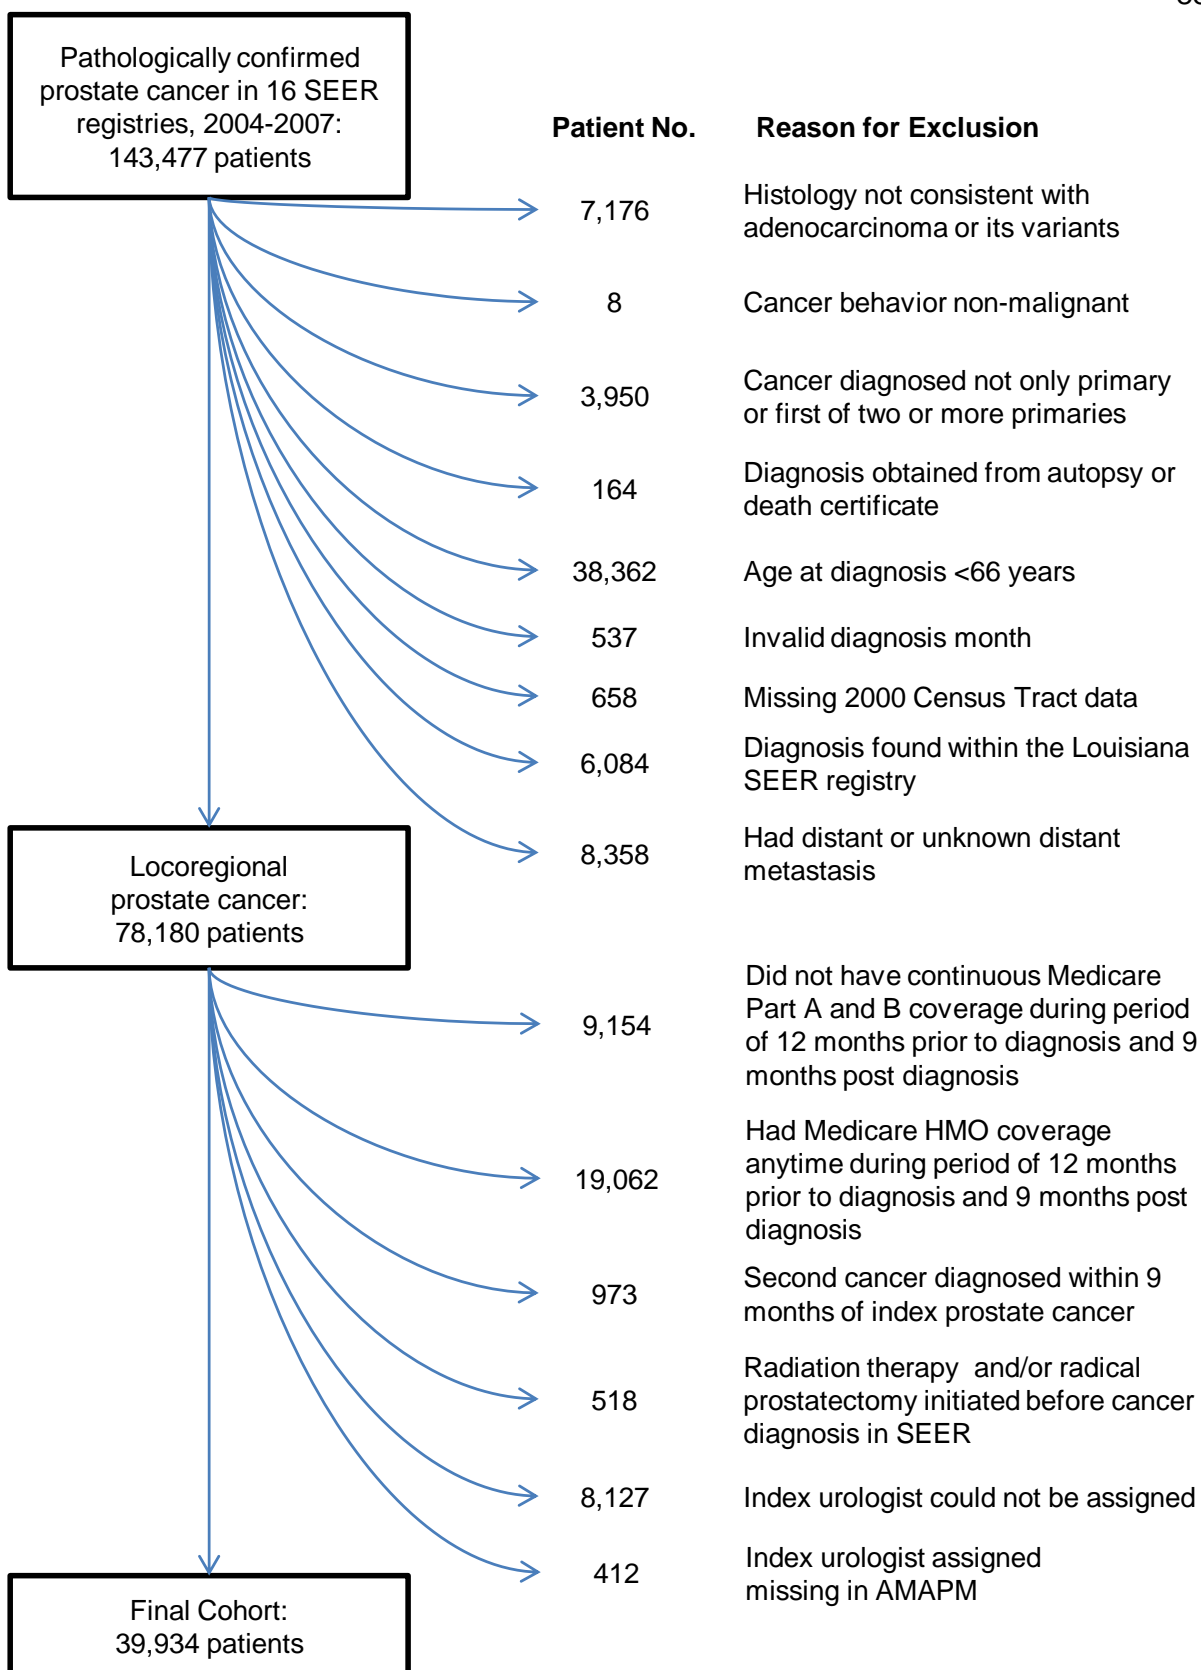 Pathologically confirmed
prostate cancer in 16 SEER
registries, 2004-2007:
143,477 patients
Patient No. Reason for Exclusion
7,176 Histology not consistent with
adenocarcinoma or its variants
8 Cancer behavior non-malignant
3,950 Cancer diagnosed not only primary
or first of two or more primaries
164 Diagnosis obtained from autopsy or
death certificate
38,362 Age at diagnosis <66 years
537 Invalid diagnosis month
658 Missing 2000 Census Tract data
6,084 Diagnosis found within the Louisiana
SEER registry
8,358 Had distant or unknown distant
metastasis
Locoregional
prostate cancer:
78,180 patients
9,154 Did not have continuous Medicare
Part A and B coverage during period
of 12 months prior to diagnosis and 9
months post diagnosis
19,062 Had Medicare HMO coverage
anytime during period of 12 months
prior to diagnosis and 9 months post
diagnosis
973 Second cancer diagnosed within 9
months of index prostate cancer
518 Radiation therapy and/or radical
prostatectomy initiated before cancer
diagnosis in SEER
8,127 Index urologist could not be assigned
412 Index urologist assigned
missing in AMAPM
Final Cohort:
39,934 patients